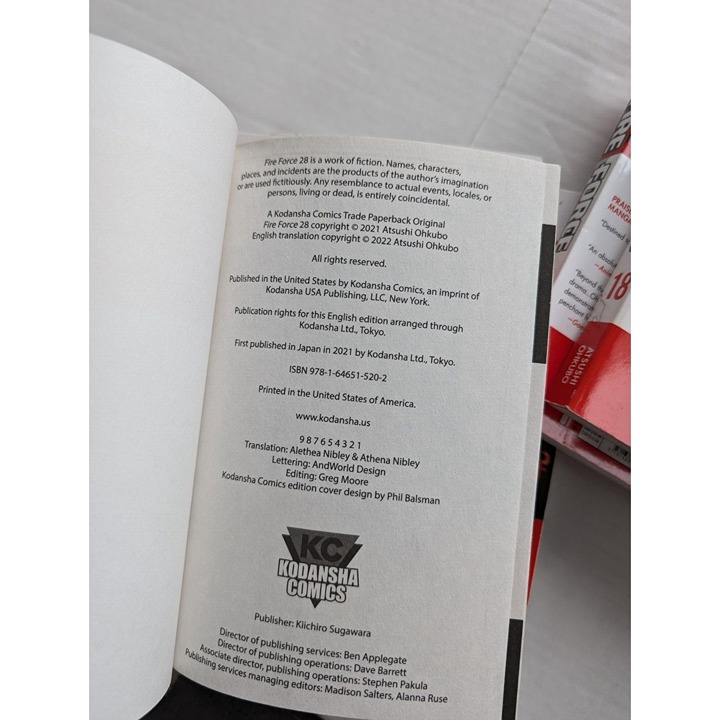 Fire Force 28 is a work of fiction. Names, characters,
places, and incidents are the products of the author's imagination
or are used fictitiously. Any resemblance to actual events, locales, or
persons, living or dead, is entirely coincidental.
A Kodansha Comics Trade Paperback Original
Fire Force 28 copyright © 2021 Atsushi Ohkubo
English translation copyright © 2022 Atsushi Ohkubo
All rights reserved.
Published in the United States by Kodansha Comics, an imprint of
Kodansha USA Publishing, LLC, New York.
Publication rights for this English edition arranged through
Kodansha Ltd., Tokyo.
First published in Japan in 2021 by Kodansha Ltd., Tokyo.
ISBN 978-1-64651-520-2
Printed in the United States of America.
www.kodansha.us
9 8 7 6 5 4 3 2 1
Translation: Alethea Nibley & Athena Nibley
Lettering: AndWorld Design
Editing: Greg Moore
Kodansha Comics edition cover design by Phil Balsman
KC
KODANSHA
COMICS
Publisher: Kiichiro Sugawara
Director of publishing services: Ben Applegate
Director of publishing operations: Dave Barrett
Associate director, publishing operations: Stephen Pakula
Publishing services managing editors: Madison Salters, Alanna Ruse
FIRE FORCE
18
ATSUSHI
OHKUBO
"Destined
"An
"Beyond the
drama.
penchant